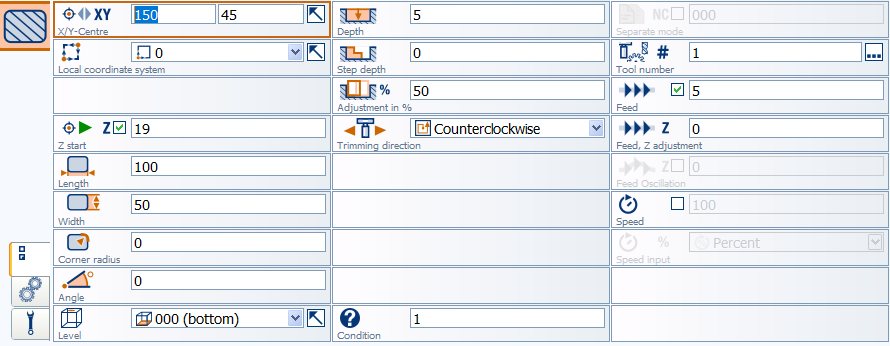 XY 150 45
X/Y-Centre
0
Local coordinate system
Z 19
Z start
100
Length
50
Width
0
Corner radius
0
Angle
000 (bottom)
Level
5
Depth
0
Step depth
% 50
Adjustment in %
Counterclockwise
Trimming direction
? 1
Condition
NC 000
Separate mode
# 1 ...
Tool number
5
Feed
Z 0
Feed, Z adjustment
Z 0
Feed Oscillation
100
Speed
% Percent
Speed input